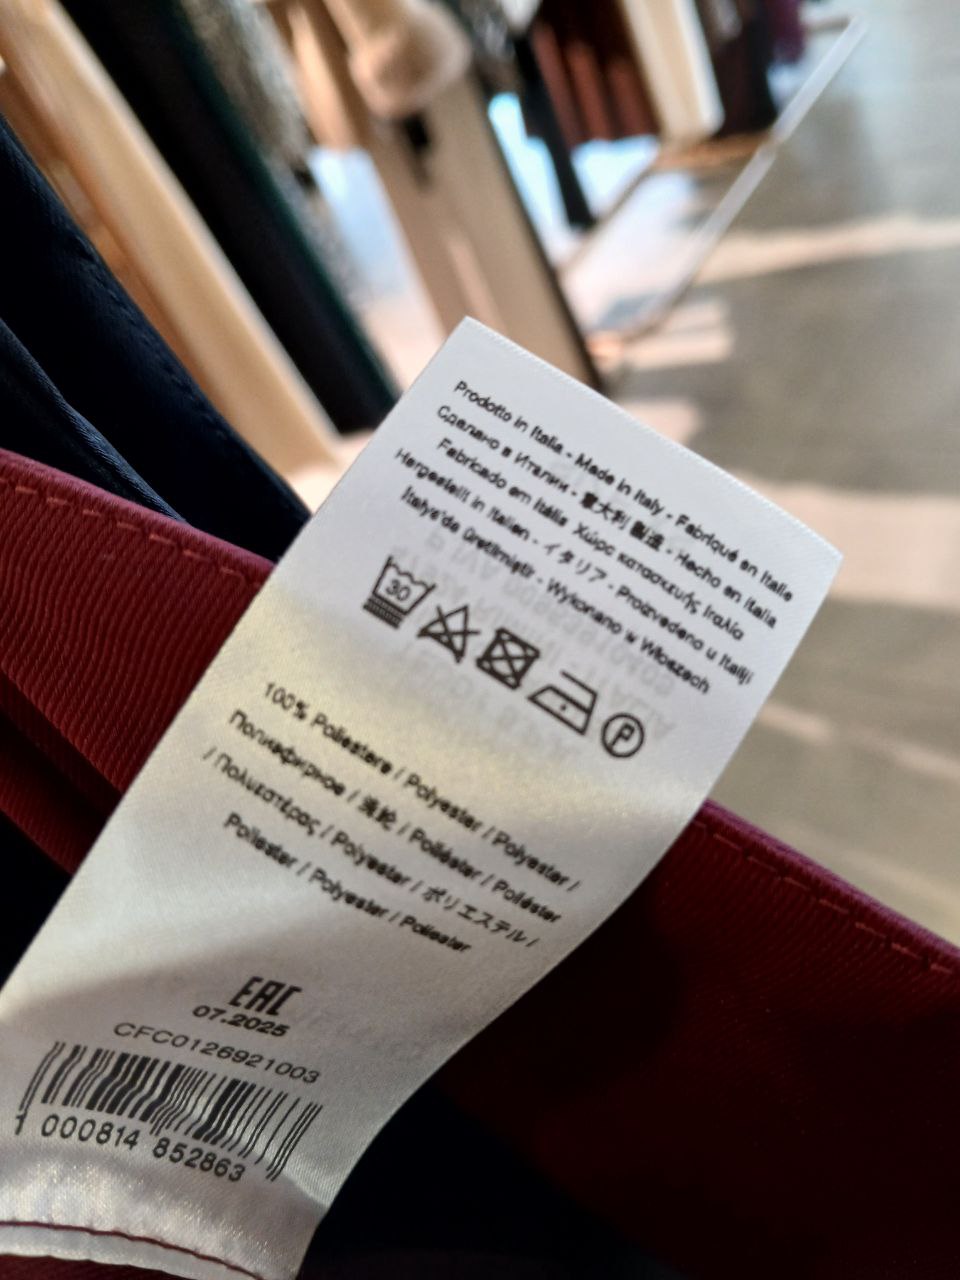 Prodotto in Italia - Made in Italy - Fabriqué en Italie
Сделано в Италии - 意大利 製造 - Hecho en Italia
Fabricado em Itália Χώρα κατασκευής Ιταλία
Hergestellt in Italien - イタリア - Proizvedeno u Italiji
İtalya'da Üretilmiştir - Wykonano w Włoszech
30
P
100% Poliestere / Polyester / Polyester /
Полиэфирное / 滌綸 / Poliéster / Poliéster
/ Πολυεστέρας / Polyester / ポリエステル /
Poliester / Polyester / Poliester
EAC
07.2025
CFC0126921003
1 000814 852863